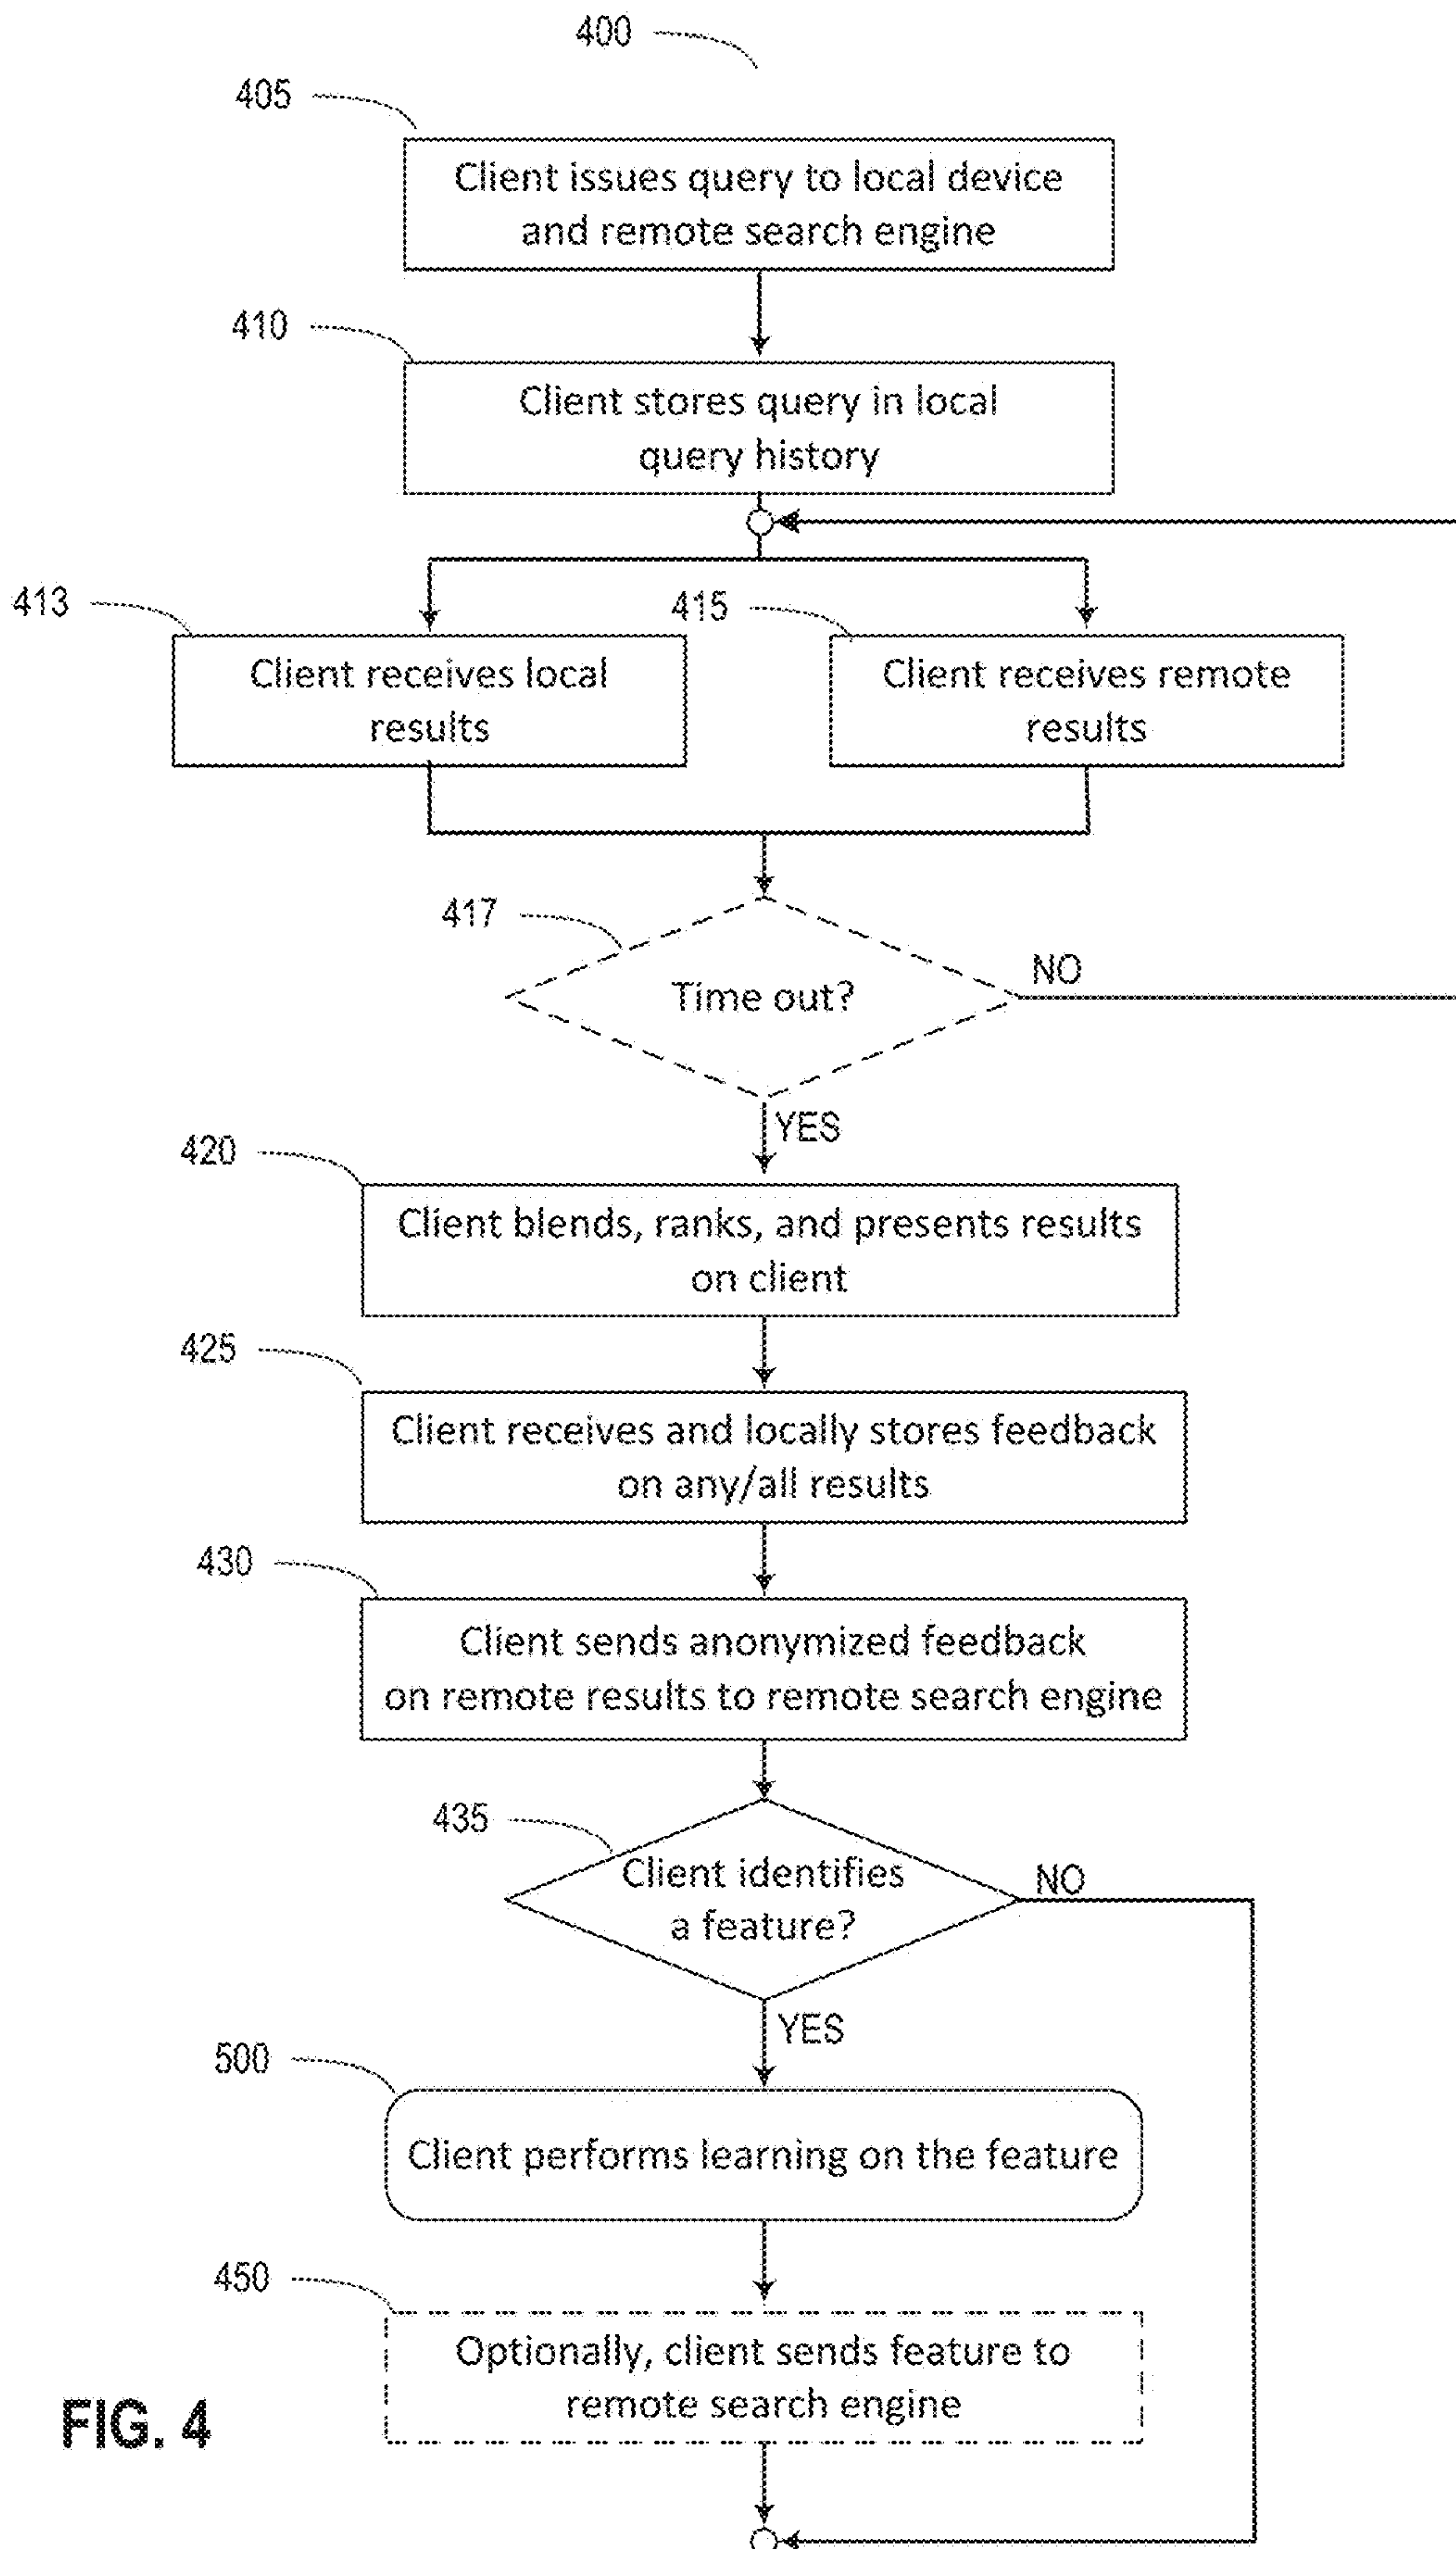 400
405
Client issues query to local device
and remote search engine
410
Client stores query in local
query history
413
Client receives local
results
415
Client receives remote
results
417
Time out?
NO
YES
420
Client blends, ranks, and presents results
on client
425
Client receives and locally stores feedback
on any/all results
430
Client sends anonymized feedback
on remote results to remote search engine
435
Client identifies
a feature?
NO
YES
500
Client performs learning on the feature
450
Optionally, client sends feature to
remote search engine
FIG. 4